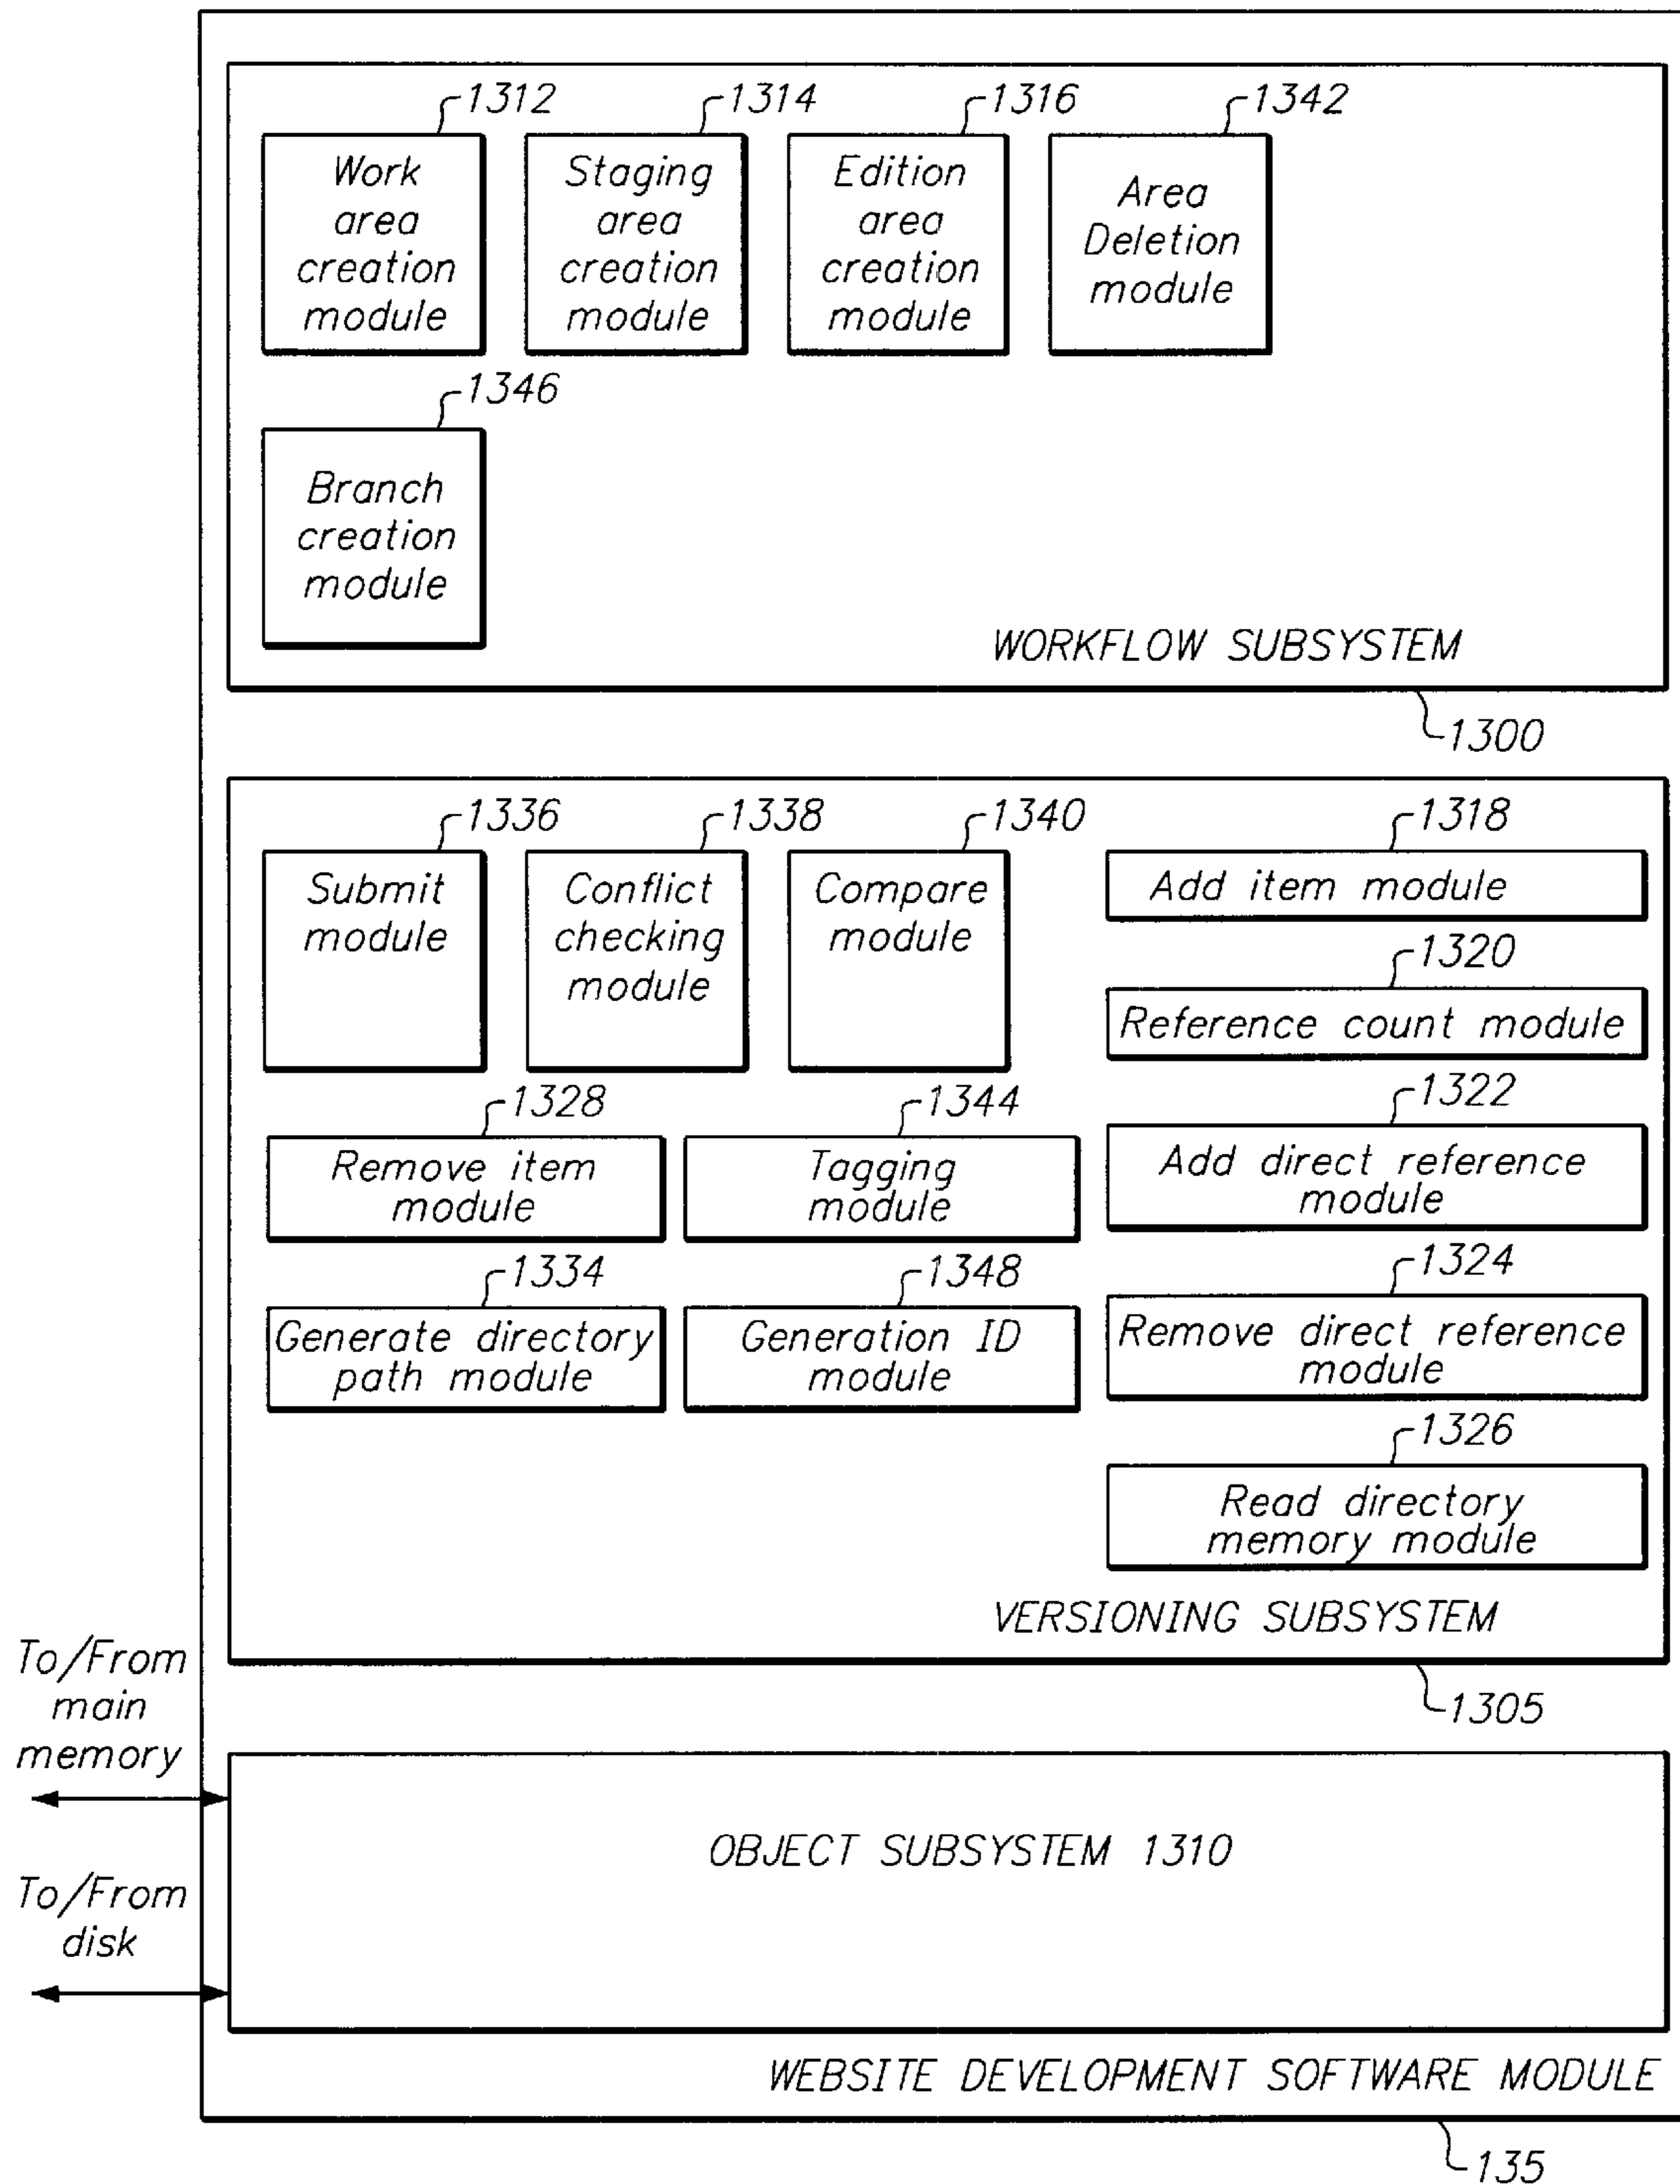 1312
Work
area
creation
module
1314
Staging
area
creation
module
1316
Edition
area
creation
module
1342
Area
Deletion
module
1346
Branch
creation
module
WORKFLOW SUBSYSTEM
1300
1336
Submit
module
1338
Conflict
checking
module
1340
Compare
module
1318
Add item module
1320
Reference count module
1328
Remove item
module
1344
Tagging
module
1322
Add direct reference
module
1334
Generate directory
path module
1348
Generation ID
module
1324
Remove direct reference
module
1326
Read directory
memory module
VERSIONING SUBSYSTEM
1305
To/From
main
memory
OBJECT SUBSYSTEM 1310
To/From
disk
WEBSITE DEVELOPMENT SOFTWARE MODULE
135